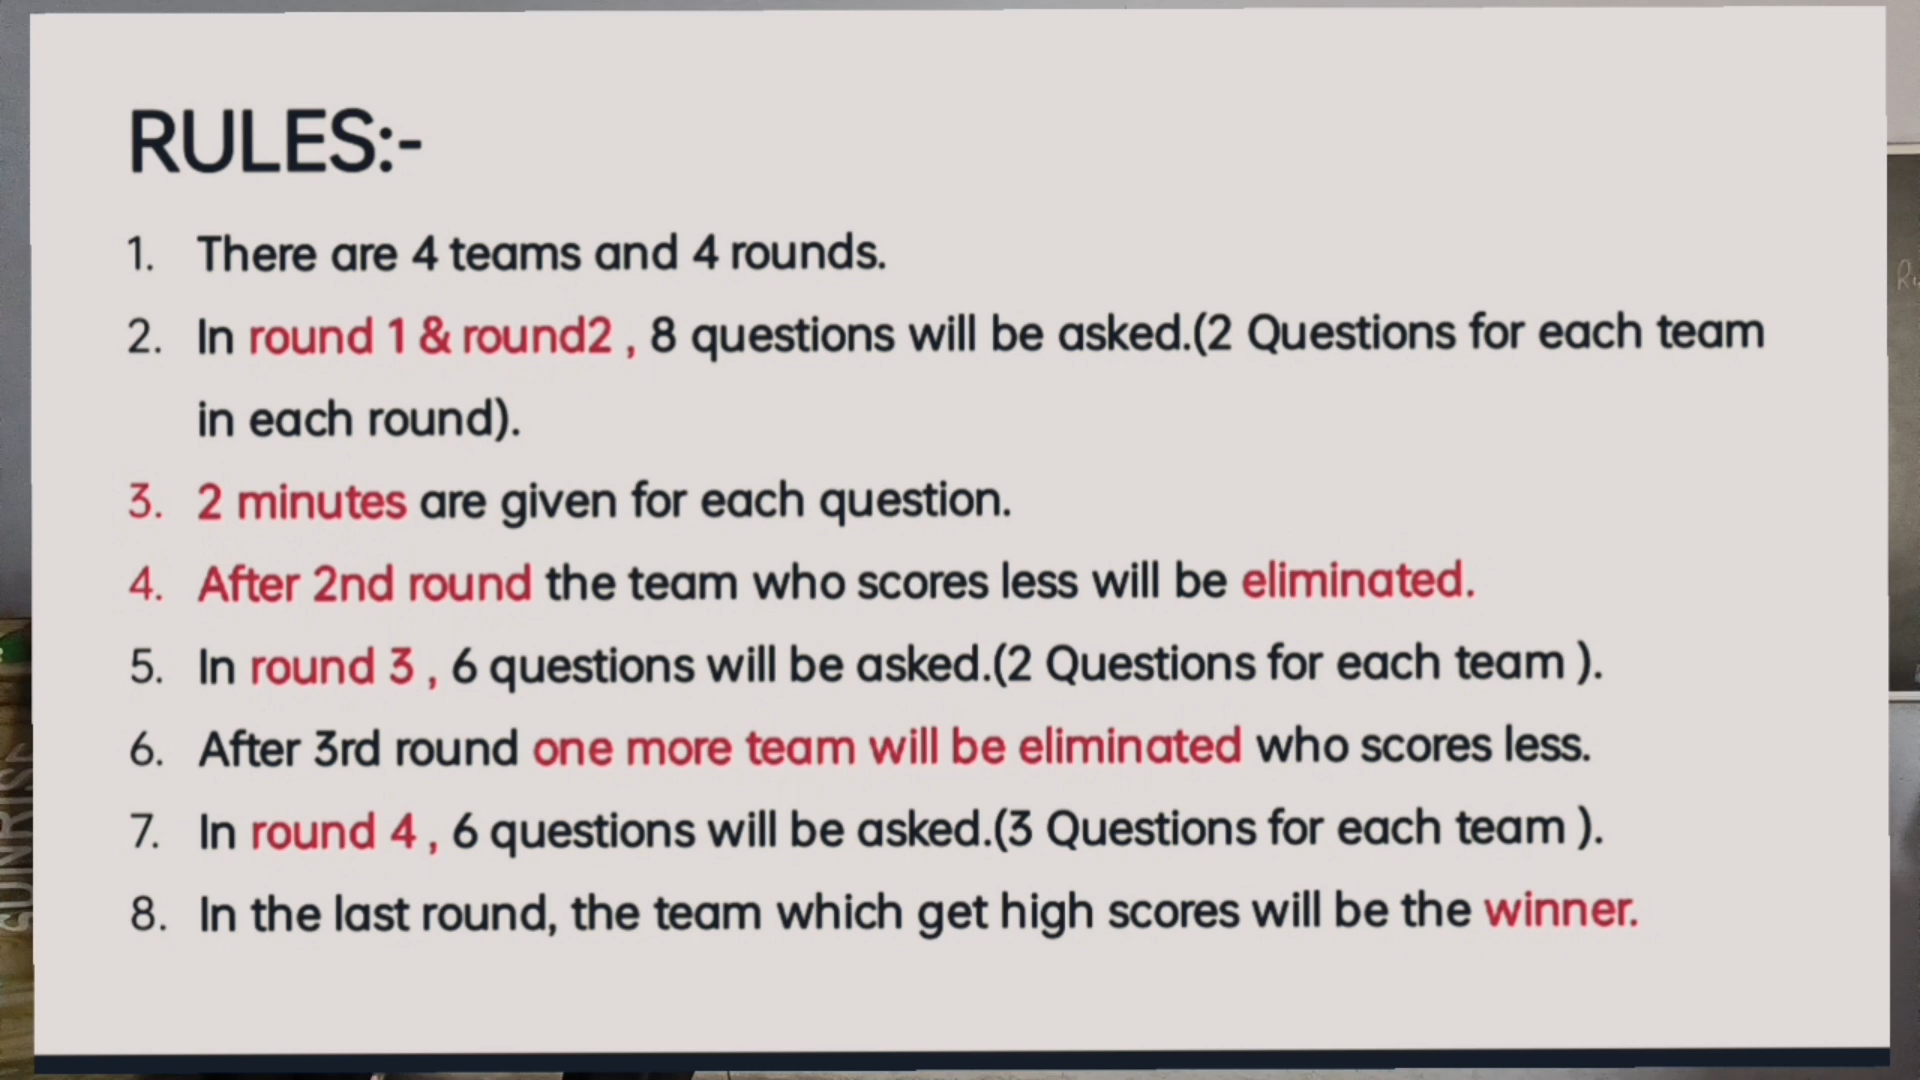 RULES:-
1. There are 4 teams and 4 rounds.
2. In round 1 & round2 , 8 questions will be asked.(2 Questions for each team
in each round).
3. 2 minutes are given for each question.
4. After 2nd round the team who scores less will be eliminated.
5. In round 3 , 6 questions will be asked.(2 Questions for each team ).
6. After 3rd round one more team will be eliminated who scores less.
7. In round 4 , 6 questions will be asked.(3 Questions for each team ).
8. In the last round, the team which get high scores will be the winner.
SUNRISE